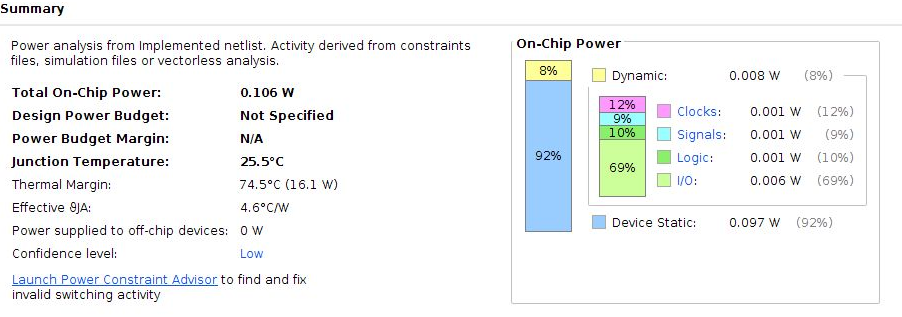 Summary
Power analysis from Implemented netlist. Activity derived from constraints
files, simulation files or vectorless analysis.
Total On-Chip Power: 0.106 W
Design Power Budget: Not Specified
Power Budget Margin: N/A
Junction Temperature: 25.5°C
Thermal Margin: 74.5°C (16.1 W)
Effective ϑJA: 4.6°C/W
Power supplied to off-chip devices: 0 W
Confidence level: Low
Launch Power Constraint Advisor to find and fix
invalid switching activity
On-Chip Power
8%
92%
Dynamic: 0.008 W (8%)
12%
9%
10%
69%
Clocks: 0.001 W (12%)
Signals: 0.001 W (9%)
Logic: 0.001 W (10%)
I/O: 0.006 W (69%)
Device Static: 0.097 W (92%)